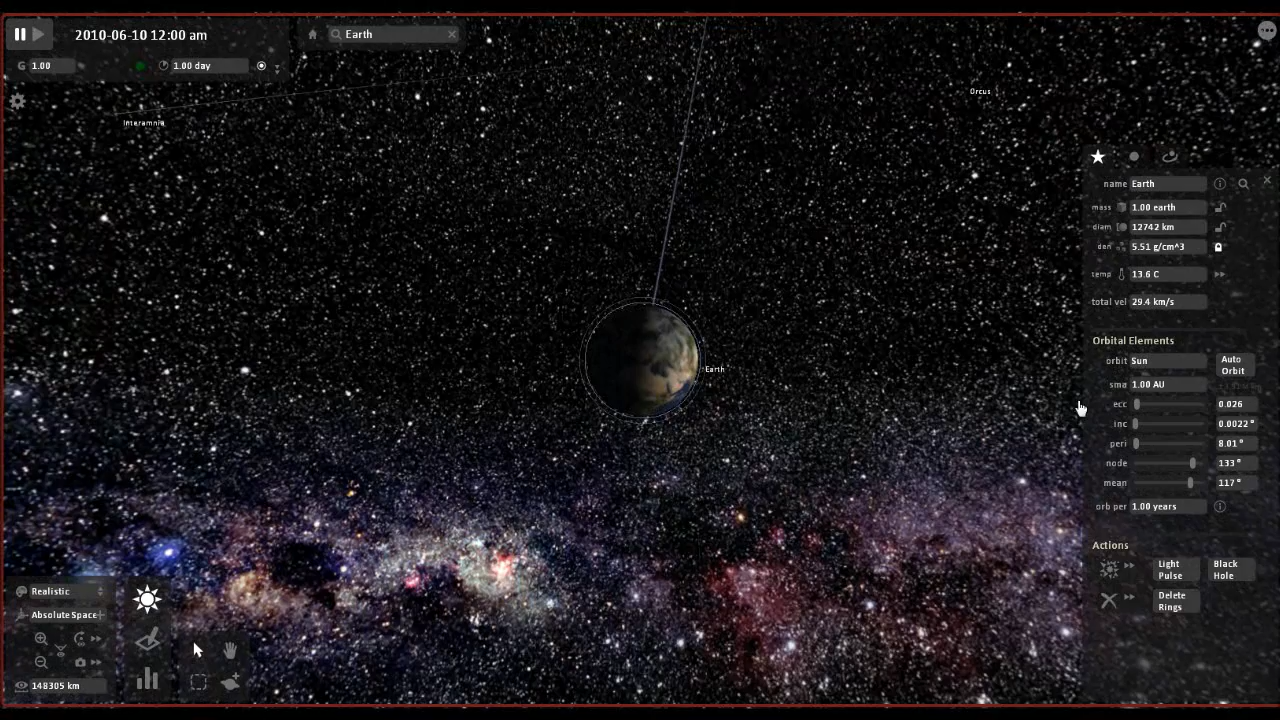 2010-06-10 12:00 am
Earth
G 1.00
1.00 day
Interamnia
Orcus
name Earth
mass 1.00 earth
diam 12742 km
den 5.51 g/cm^3
temp 13.6 C
total vel 29.4 km/s
Orbital Elements
orbit Sun
Auto
Orbit
sma 1.00 AU
ecc 0.026
inc 0.0022°
peri 8.01°
node 133°
mean 117°
orb per 1.00 years
Earth
Actions
Light
Pulse
Black
Hole
Delete
Rings
Realistic
Absolute Space
148305 km